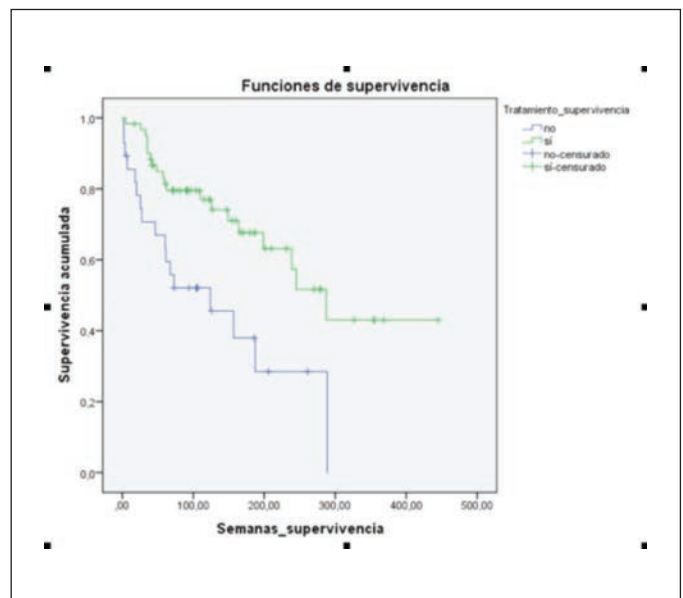 Funciones de supervivencia
Tratamiento_supervivencia
no
sí
no-censurado
sí-censurado
Supervivencia acumulada
1,0
0,8
0,6
0,4
0,2
0,0
,00 100,00 200,00 300,00 400,00 500,00
Semanas_supervivencia